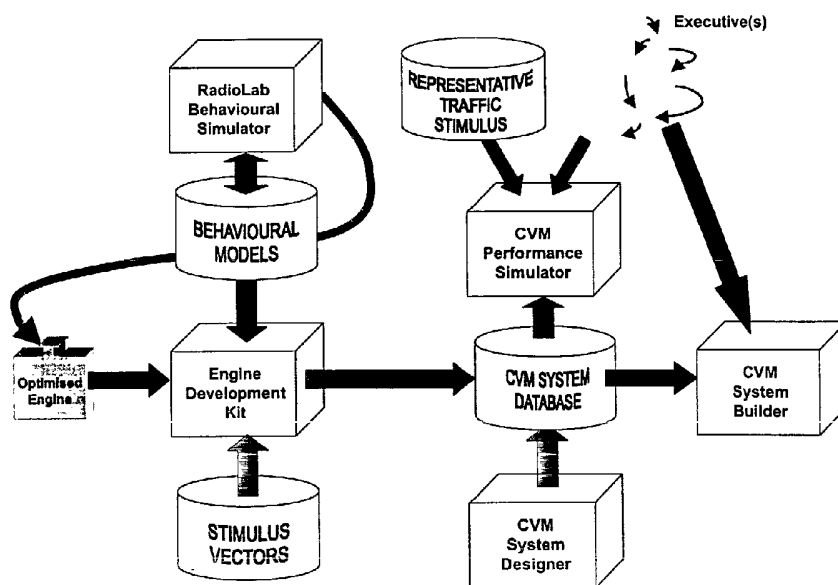 Executive(s)
RadioLab
Behavioural
Simulator
REPRESENTATIVE
TRAFFIC
STIMULUS
BEHAVIOURAL
MODELS
CVM
Performance
Simulator
Optimised
Engine
Engine
Development
Kit
CVM SYSTEM
DATABASE
CVM
System
Builder
STIMULUS
VECTORS
CVM
System
Designer